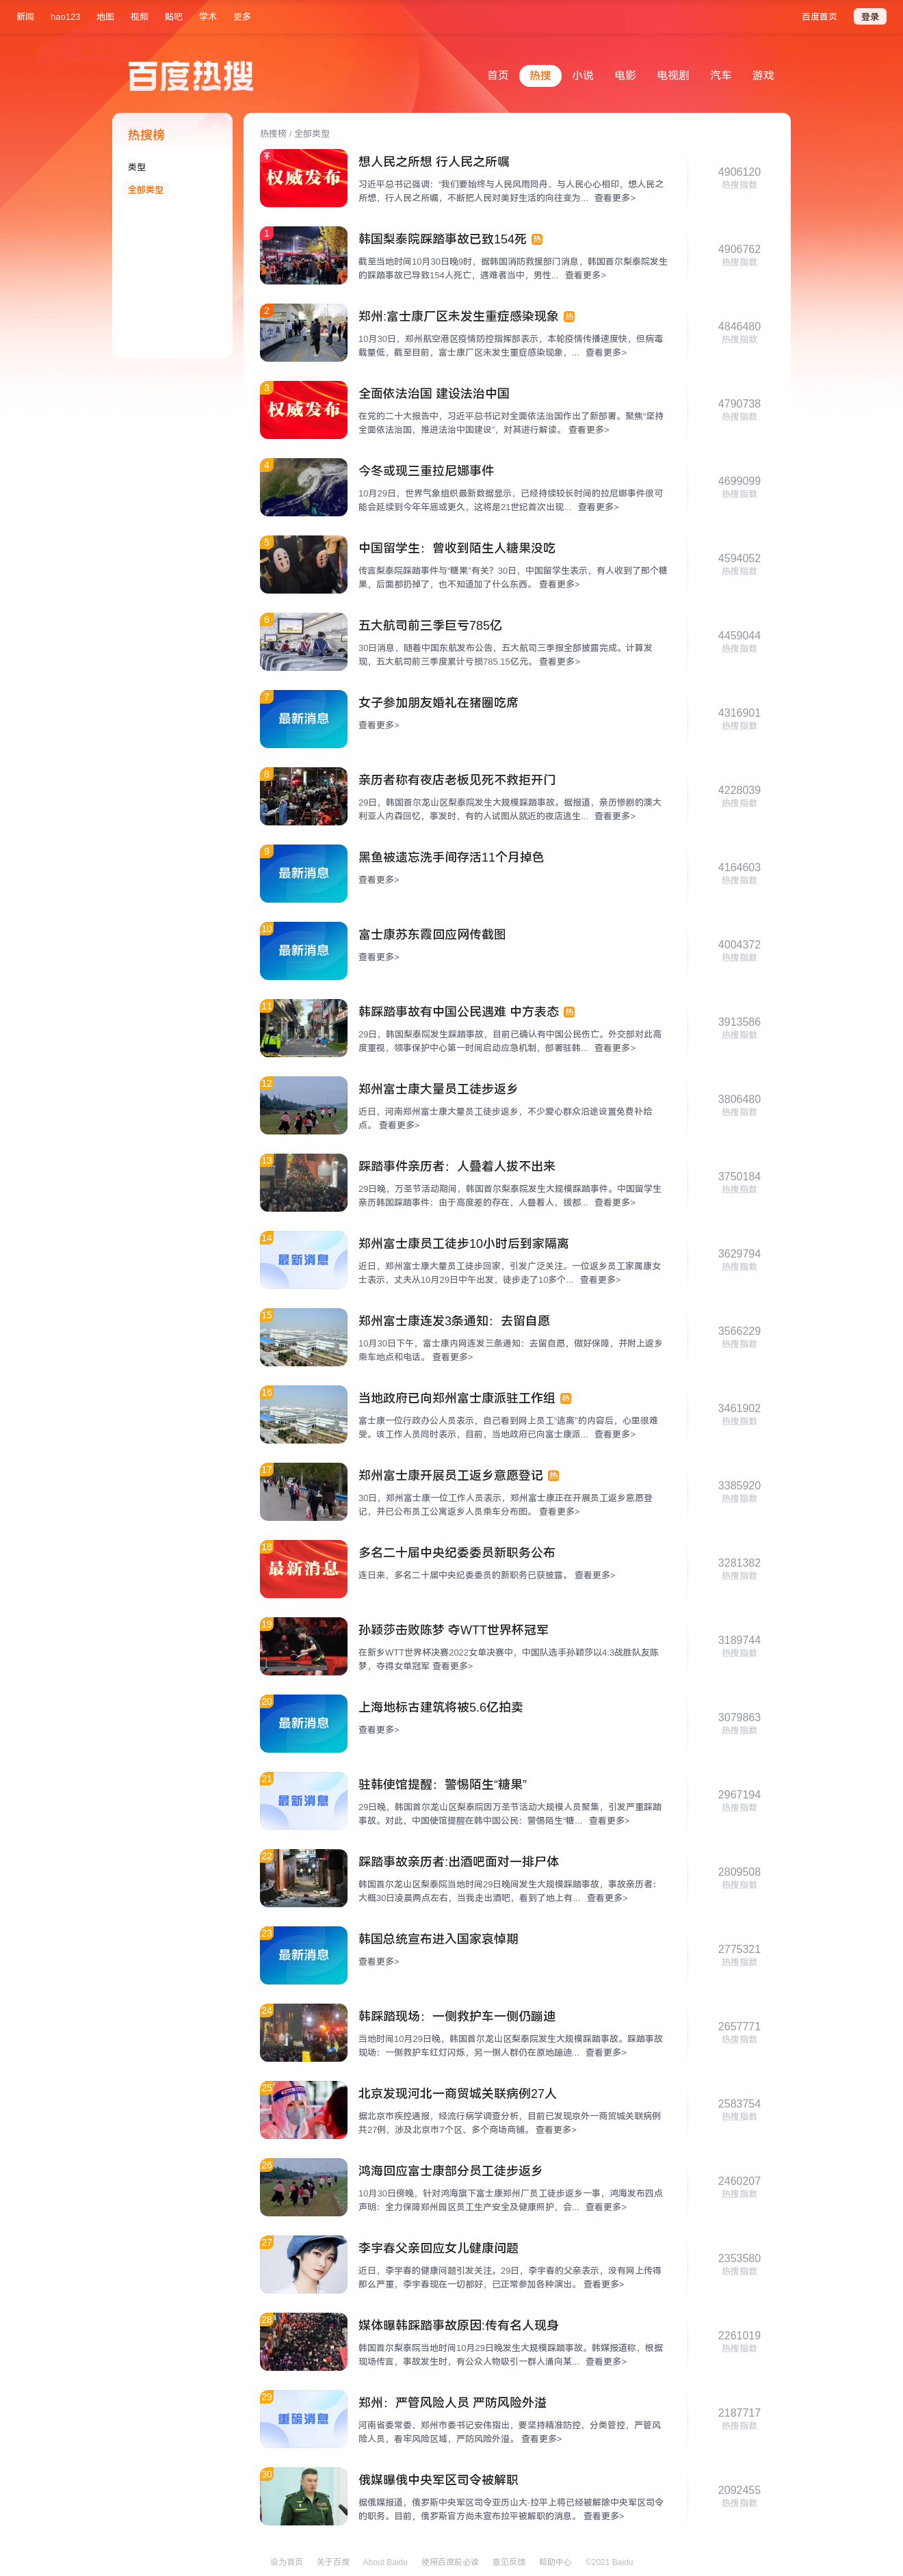 新闻 hao123 地图 视频 贴吧 学术 更多 百度首页 登录
百度热搜
首页 热搜 小说 电影 电视剧 汽车 游戏
热搜榜
类型
全部类型
热搜榜 / 全部类型
权威发布
想人民之所想 行人民之所嘱
习近平总书记强调：“我们要始终与人民风雨同舟、与人民心心相印，想人民之
所想，行人民之所嘱，不断把人民对美好生活的向往变为... 查看更多>
4906120
热搜指数
1
韩国梨泰院踩踏事故已致154死 热
截至当地时间10月30日晚9时，据韩国消防救援部门消息，韩国首尔梨泰院发生
的踩踏事故已导致154人死亡，遇难者当中，男性... 查看更多>
4906762
热搜指数
2
郑州:富士康厂区未发生重症感染现象 热
10月30日，郑州航空港区疫情防控指挥部表示，本轮疫情传播速度快，但病毒
载量低，截至目前，富士康厂区未发生重症感染现象，... 查看更多>
4846480
热搜指数
3
权威发布
全面依法治国 建设法治中国
在党的二十大报告中，习近平总书记对全面依法治国作出了新部署。聚焦“坚持
全面依法治国，推进法治中国建设”，对其进行解读。 查看更多>
4790738
热搜指数
4
今冬或现三重拉尼娜事件
10月29日，世界气象组织最新数据显示，已经持续较长时间的拉尼娜事件很可
能会延续到今年年底或更久，这将是21世纪首次出现... 查看更多>
4699099
热搜指数
5
中国留学生：曾收到陌生人糖果没吃
传言梨泰院踩踏事件与“糖果”有关？30日，中国留学生表示，有人收到了那个糖
果，后面都扔掉了，也不知道加了什么东西。 查看更多>
4594052
热搜指数
6
五大航司前三季巨亏785亿
30日消息，随着中国东航发布公告，五大航司三季报全部披露完成。计算发
现，五大航司前三季度累计亏损785.15亿元。 查看更多>
4459044
热搜指数
7
最新消息
女子参加朋友婚礼在猪圈吃席
查看更多>
4316901
热搜指数
8
亲历者称有夜店老板见死不救拒开门
29日，韩国首尔龙山区梨泰院发生大规模踩踏事故。据报道，亲历惨剧的澳大
利亚人内森回忆，事发时，有的人试图从就近的夜店逃生... 查看更多>
4228039
热搜指数
9
最新消息
黑鱼被遗忘洗手间存活11个月掉色
查看更多>
4164603
热搜指数
10
最新消息
富士康苏东霞回应网传截图
查看更多>
4004372
热搜指数
11
韩踩踏事故有中国公民遇难 中方表态 热
29日，韩国梨泰院发生踩踏事故，目前已确认有中国公民伤亡。外交部对此高
度重视，领事保护中心第一时间启动应急机制，部署驻韩... 查看更多>
3913586
热搜指数
12
郑州富士康大量员工徒步返乡
近日，河南郑州富士康大量员工徒步返乡，不少爱心群众沿途设置免费补给
点。 查看更多>
3806480
热搜指数
13
踩踏事件亲历者：人叠着人拔不出来
29日晚，万圣节活动期间，韩国首尔梨泰院发生大规模踩踏事件。中国留学生
亲历韩国踩踏事件：由于高度差的存在，人叠着人，拔都... 查看更多>
3750184
热搜指数
14
最新消息
郑州富士康员工徒步10小时后到家隔离
近日，郑州富士康大量员工徒步回家，引发广泛关注。一位返乡员工家属康女
士表示，丈夫从10月29日中午出发，徒步走了10多个... 查看更多>
3629794
热搜指数
15
郑州富士康连发3条通知：去留自愿
10月30日下午，富士康内网连发三条通知：去留自愿，做好保障，并附上返乡
乘车地点和电话。 查看更多>
3566229
热搜指数
16
当地政府已向郑州富士康派驻工作组 热
富士康一位行政办公人员表示，自己看到网上员工“逃离”的内容后，心里很难
受。该工作人员同时表示，目前，当地政府已向富士康派... 查看更多>
3461902
热搜指数
17
郑州富士康开展员工返乡意愿登记 热
30日，郑州富士康一位工作人员表示，郑州富士康正在开展员工返乡意愿登
记，并已公布员工公寓返乡人员乘车分布图。 查看更多>
3385920
热搜指数
18
最新消息
多名二十届中央纪委委员新职务公布
连日来，多名二十届中央纪委委员的新职务已获披露。 查看更多>
3281382
热搜指数
19
孙颖莎击败陈梦 夺WTT世界杯冠军
在新乡WTT世界杯决赛2022女单决赛中，中国队选手孙颖莎以4:3战胜队友陈
梦，夺得女单冠军 查看更多>
3189744
热搜指数
20
最新消息
上海地标古建筑将被5.6亿拍卖
查看更多>
3079863
热搜指数
21
最新消息
驻韩使馆提醒：警惕陌生“糖果”
29日晚，韩国首尔龙山区梨泰院因万圣节活动大规模人员聚集，引发严重踩踏
事故。对此，中国使馆提醒在韩中国公民：警惕陌生“糖... 查看更多>
2967194
热搜指数
22
踩踏事故亲历者:出酒吧面对一排尸体
韩国首尔龙山区梨泰院当地时间29日晚间发生大规模踩踏事故，事故亲历者：
大概30日凌晨两点左右，当我走出酒吧，看到了地上有... 查看更多>
2809508
热搜指数
23
最新消息
韩国总统宣布进入国家哀悼期
查看更多>
2775321
热搜指数
24
韩踩踏现场：一侧救护车一侧仍蹦迪
当地时间10月29日晚，韩国首尔龙山区梨泰院发生大规模踩踏事故。踩踏事故
现场：一侧救护车红灯闪烁，另一侧人群仍在原地蹦迪... 查看更多>
2657771
热搜指数
25
北京发现河北一商贸城关联病例27人
据北京市疾控通报，经流行病学调查分析，目前已发现京外一商贸城关联病例
共27例，涉及北京市7个区、多个商场商铺。 查看更多>
2583754
热搜指数
26
鸿海回应富士康部分员工徒步返乡
10月30日傍晚，针对鸿海旗下富士康郑州厂员工徒步返乡一事，鸿海发布四点
声明：全力保障郑州园区员工生产安全及健康照护，会... 查看更多>
2460207
热搜指数
27
李宇春父亲回应女儿健康问题
近日，李宇春的健康问题引发关注。29日，李宇春的父亲表示，没有网上传得
那么严重，李宇春现在一切都好，已正常参加各种演出。 查看更多>
2353580
热搜指数
28
媒体曝韩踩踏事故原因:传有名人现身
韩国首尔梨泰院当地时间10月29日晚发生大规模踩踏事故。韩媒报道称，根据
现场传言，事故发生时，有公众人物吸引一群人涌向某... 查看更多>
2261019
热搜指数
29
重磅消息
郑州：严管风险人员 严防风险外溢
河南省委常委、郑州市委书记安伟指出，要坚持精准防控、分类管控，严管风
险人员，看牢风险区域，严防风险外溢。 查看更多>
2187717
热搜指数
30
俄媒曝俄中央军区司令被解职
据俄媒报道，俄罗斯中央军区司令亚历山大·拉平上将已经被解除中央军区司令
的职务。目前，俄罗斯官方尚未宣布拉平被解职的消息。 查看更多>
2092455
热搜指数
设为首页 关于百度 About Baidu 使用百度前必读 意见反馈 帮助中心 ©2021 Baidu